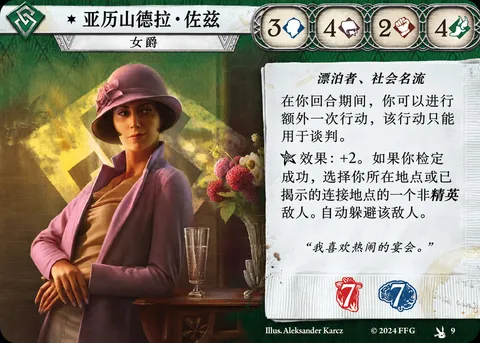 亚历山德拉·佐兹
女爵
3 4 2 4
漂泊者、社会名流
在你回合期间，你可以进行
额外一次行动，该行动只能
用于谈判。
效果：+2。如果你检定
成功，选择你所在地点或已
揭示的连接地点的一个非精英
敌人。自动躲避该敌人。
“我喜欢热闹的宴会。”
7 7
Illus. Aleksander Karcz © 2024 FFG 9